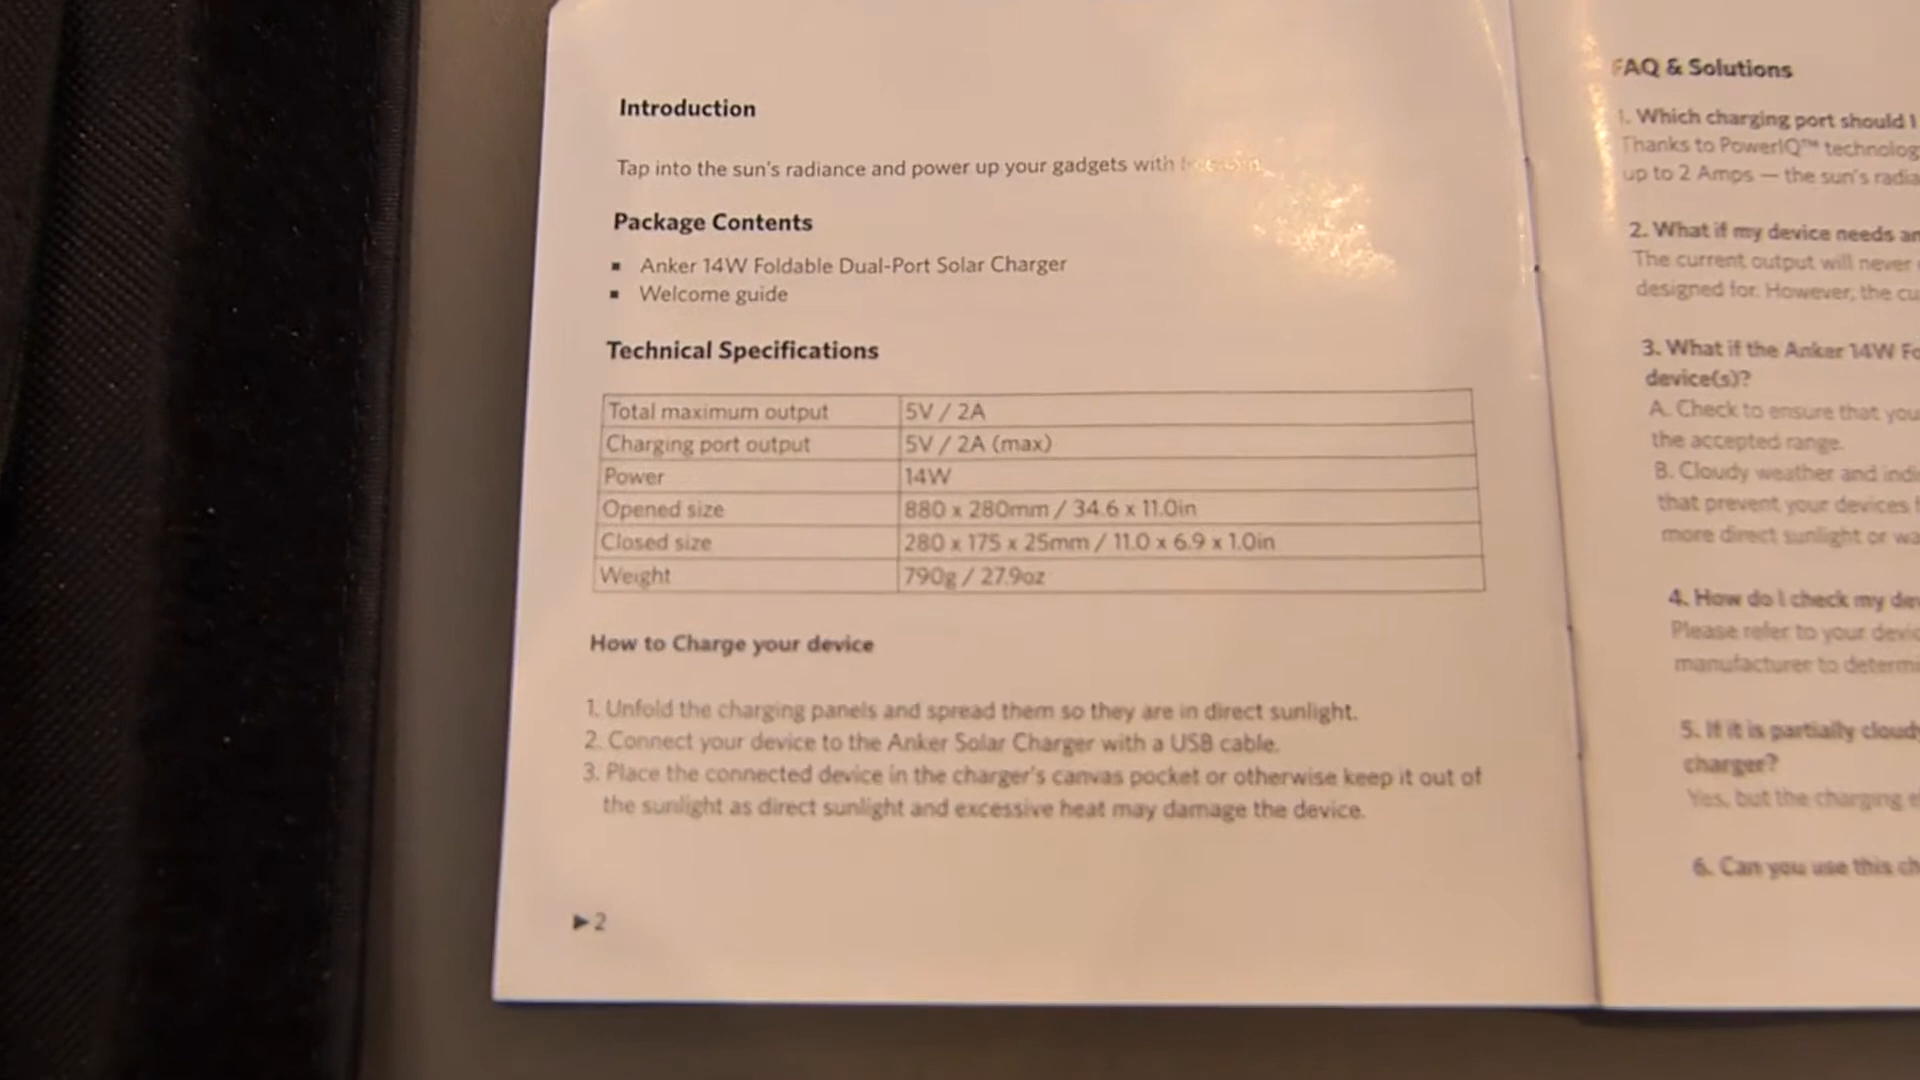 Introduction
Tap into the sun's radiance and power up your gadgets with
Package Contents
▪ Anker 14W Foldable Dual-Port Solar Charger
▪ Welcome guide
Technical Specifications
Total maximum output 5V / 2A
Charging port output 5V / 2A (max)
Power 14W
Opened size 880 x 280mm / 34.6 x 11.0in
Closed size 280 x 175 x 25mm / 11.0 x 6.9 x 1.0in
Weight 790g / 27.9oz
How to Charge your device
1. Unfold the charging panels and spread them so they are in direct sunlight.
2. Connect your device to the Anker Solar Charger with a USB cable.
3. Place the connected device in the charger's canvas pocket or otherwise keep it out of
the sunlight as direct sunlight and excessive heat may damage the device.
▶2
FAQ & Solutions
1. Which charging port should I
Thanks to PowerIQ™
up to 2 Amps — the sun's
2. What if my device needs
The current output will never
designed for. However, the
3. What if the Anker 14W
device(s)?
A. Check to ensure that
the accepted range.
B. Cloudy weather and
that prevent your devices
more direct sunlight or
4. How do I check my
Please refer to your
manufacturer to
5. If it is partially
charger?
Yes, but the charging
6. Can you use this